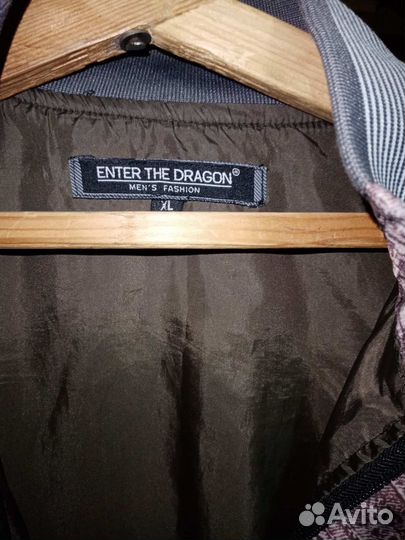 ENTER THE DRAGON®
MEN'S FASHION
XL
Avito